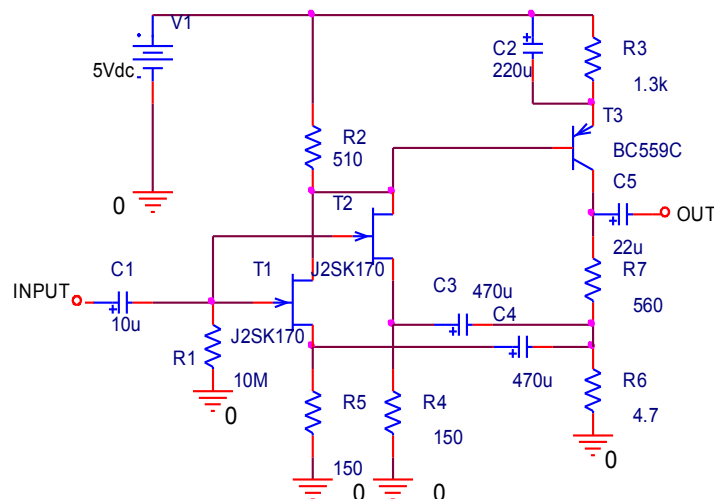 V1
5Vdc
0
R2
510
C2
220u
R3
1.3k
T3
BC559C
C5
22u
OUT
T2
J2SK170
T1
J2SK170
INPUT
C1
10u
R1
10M
0
C3
470u
C4
470u
R7
560
R6
4.7
0
R5
150
0
R4
150
0